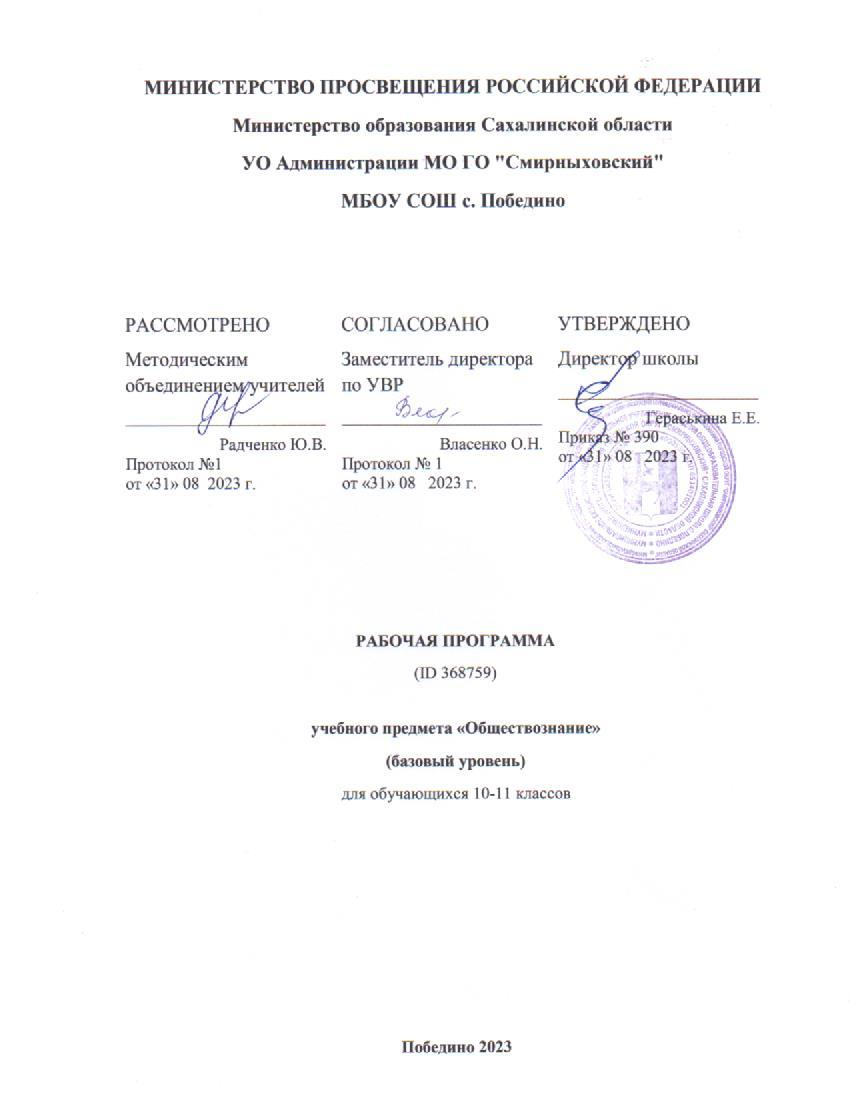 МИНИСТЕРСТВО ПРОСВЕЩЕНИЯ РОССИЙСКОЙ ФЕДЕРАЦИИ
Министерство образования Сахалинской области
УО Администрации МО ГО "Смирныховский"
МБОУ СОШ с. Победино
РАССМОТРЕНО
Методическим
объединением учителей
Радченко Ю.В.
Протокол №1
от «31» 08 2023 г.
СОГЛАСОВАНО
Заместитель директора
по УВР
Власенко О.Н.
Протокол № 1
от «31» 08 2023 г.
УТВЕРЖДЕНО
Директор школы
Гераськина Е.Е.
Приказ № 390
от «31» 08 2023 г.
РАБОЧАЯ ПРОГРАММА
(ID 368759)
учебного предмета «Обществознание»
(базовый уровень)
для обучающихся 10-11 классов
Победино 2023